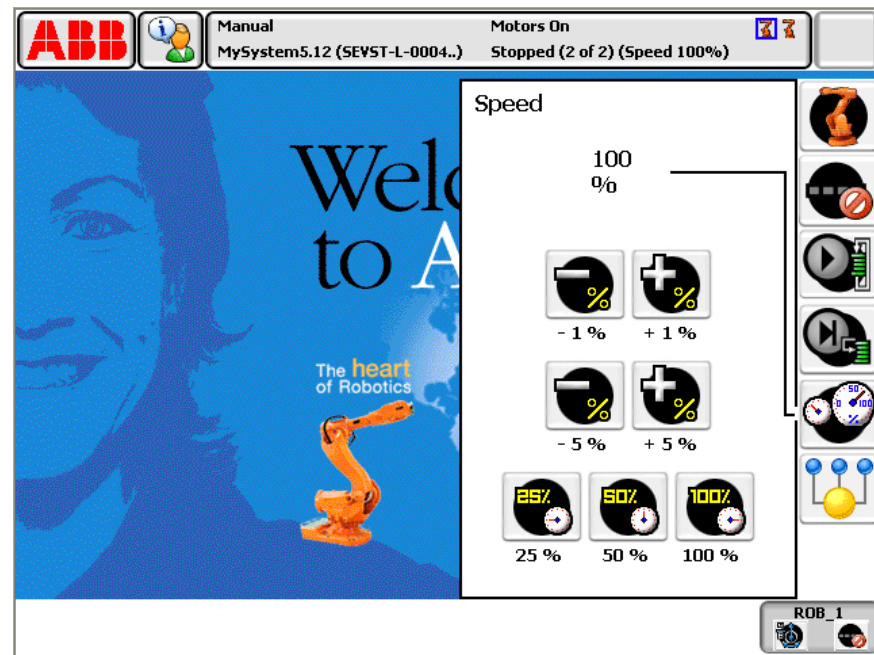 ABB
Manual
MySystem5.12 (SEVST-L-0004..)
Motors On
Stopped (2 of 2) (Speed 100%)
Welc
to A
The heart
of Robotics
Speed
100
%
%
%
- 1 %
+ 1 %
%
%
- 5 %
+ 5 %
25%
50%
100%
25 %
50 %
100 %
0
50
100
%
ROB_1